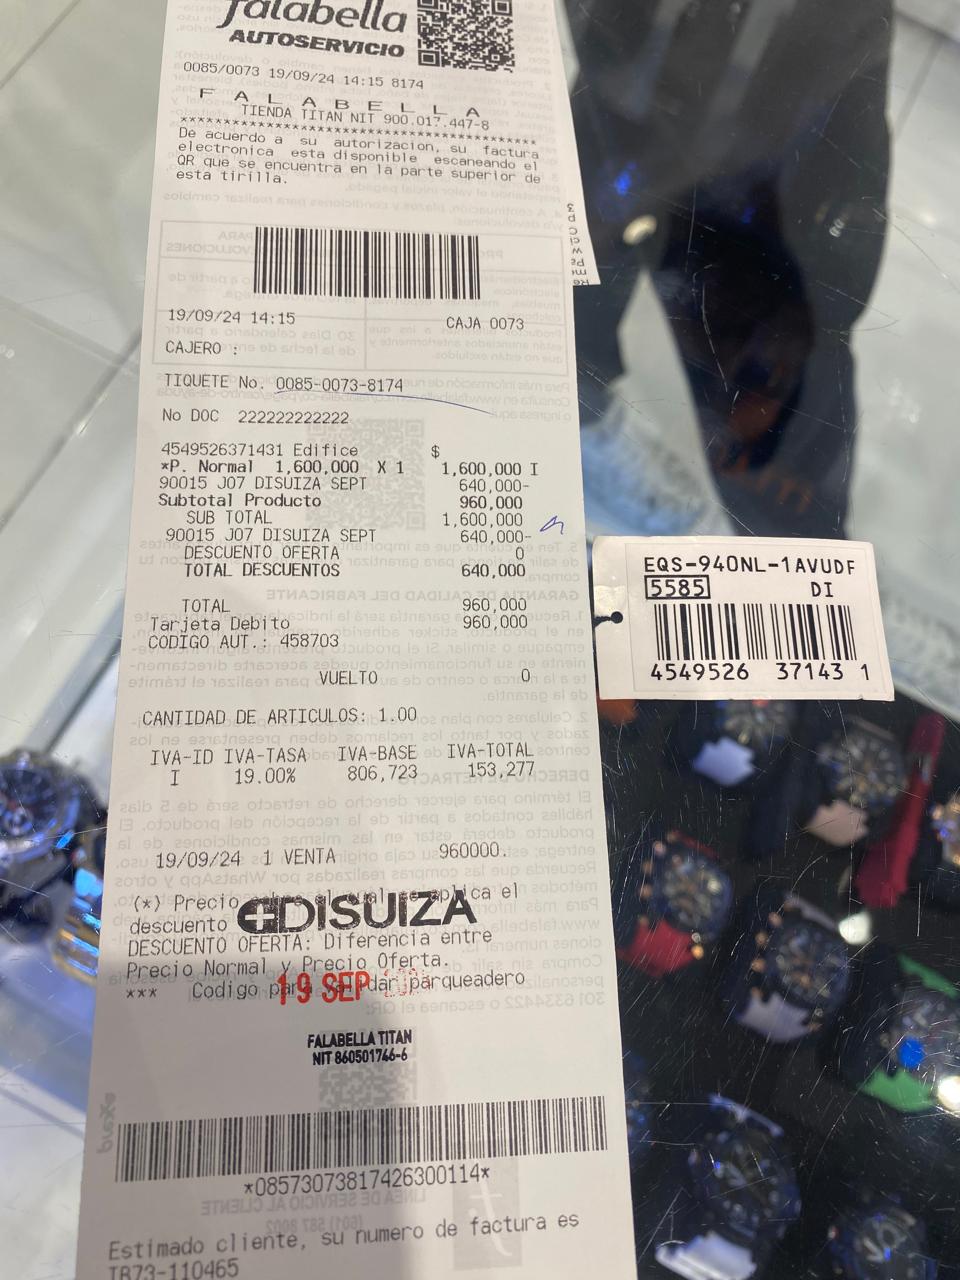 falabella
AUTOSERVICIO
0085/0073 19/09/24 14:15 8174
F A L A B E L L A
TIENDA TITAN NIT 900.017.447-8
****************************************
De acuerdo a su autorizacion, su factura
electronica esta disponible escaneando el
QR que se encuentra en la parte superior de
esta tirilla.
19/09/24 14:15 CAJA 0073
CAJERO :
TIQUETE No. 0085-0073-8174
No DOC 222222222222
4549526371431 Edifice $
*P. Normal 1,600,000 X 1 1,600,000 I
90015 J07 DISUIZA SEPT 640,000-
Subtotal Producto 960,000
SUB TOTAL 1,600,000
90015 J07 DISUIZA SEPT 640,000-
DESCUENTO OFERTA 0
TOTAL DESCUENTOS 640,000
TOTAL 960,000
Tarjeta Debito 960,000
CODIGO AUT.: 458703
VUELTO 0
CANTIDAD DE ARTICULOS: 1.00
IVA-ID IVA-TASA IVA-BASE IVA-TOTAL
I 19.00% 806,723 153,277
19/09/24 1 VENTA 960000.
(*) Precio se aplica el
descuento
DISUIZA
DESCUENTO OFERTA: Diferencia entre
Precio Normal y Precio Oferta.
*** Codigo para validar parqueadero
19 SEP
FALABELLA TITAN
NIT 860501746-6
*08573073817426300114*
Estimado cliente, su numero de factura es
TB73-110465
EQS-940NL-1AVUDF
5585 DI
4549526 37143 1